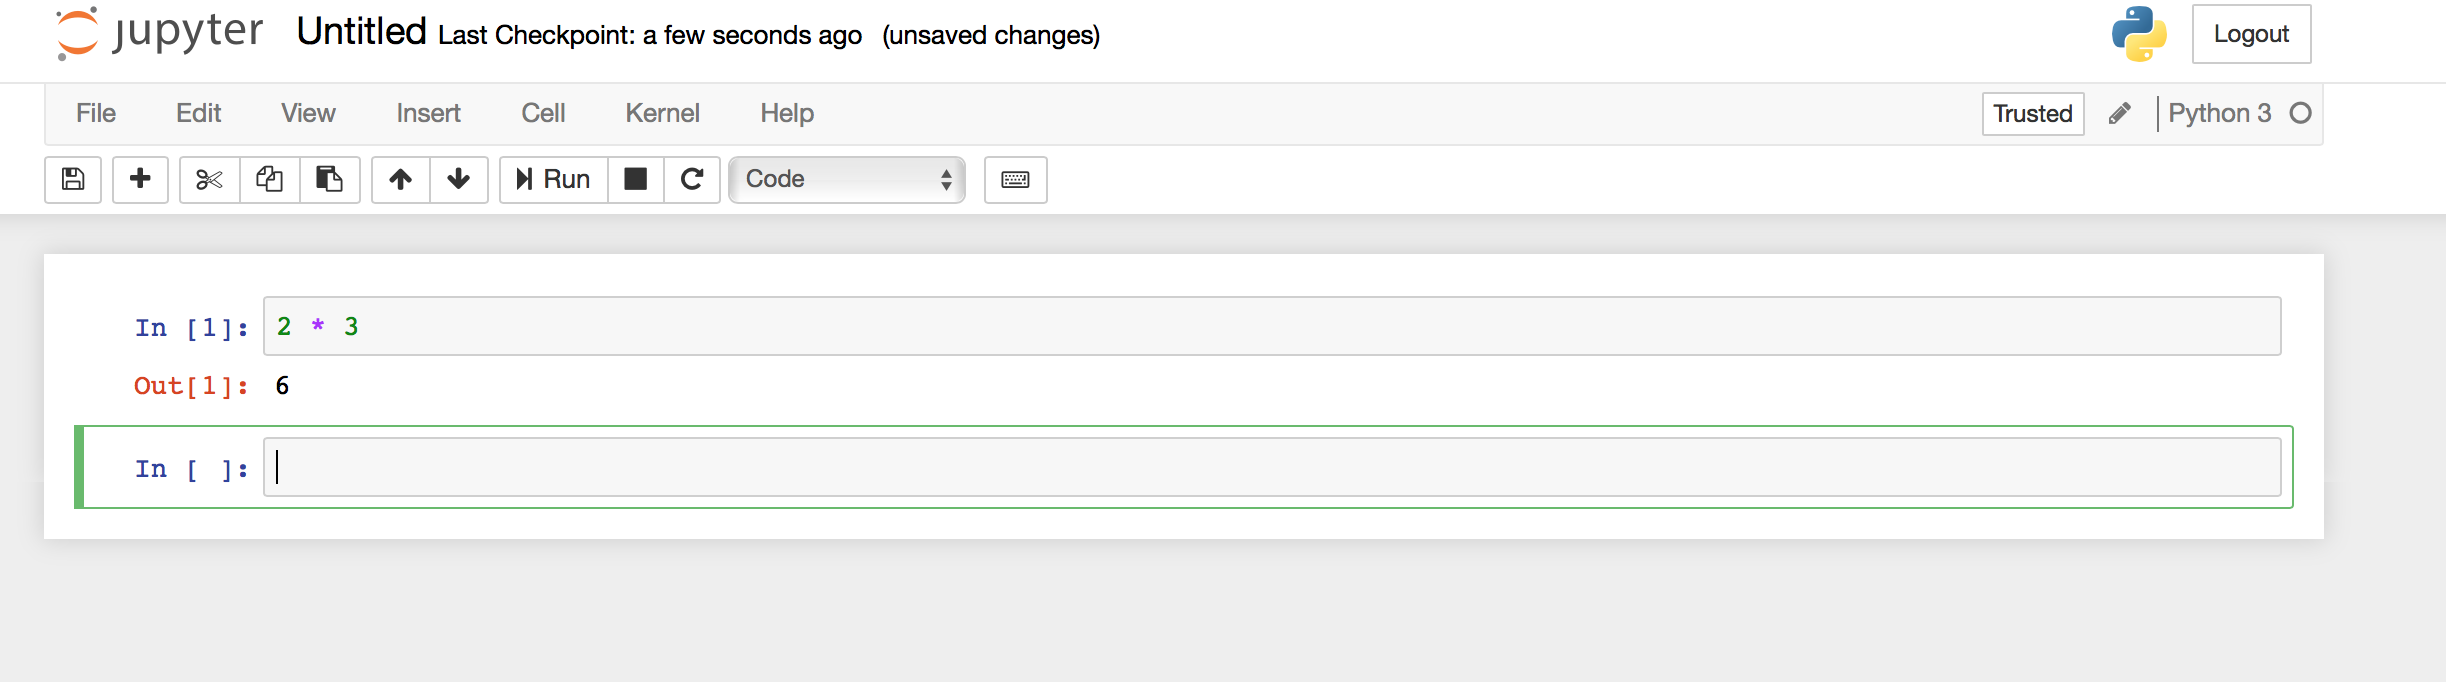 jupyter Untitled Last Checkpoint: a few seconds ago (unsaved changes) Logout
File Edit View Insert Cell Kernel Help Trusted Python 3
Run Code
In [1]: 2 * 3
Out[1]: 6
In [ ]: